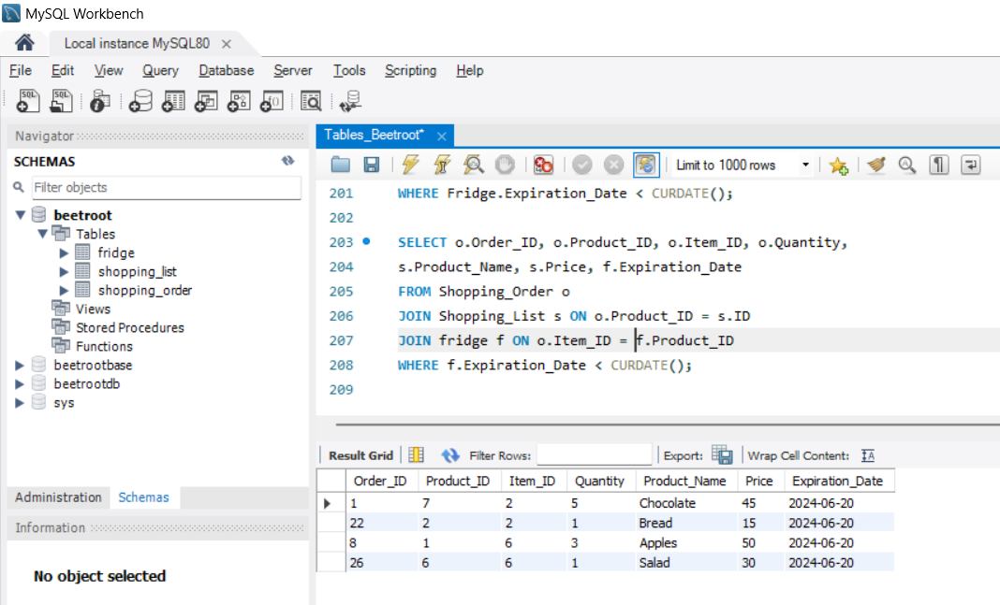 MySQL Workbench
Local instance MySQL80
File Edit View Query Database Server Tools Scripting Help
Navigator
SCHEMAS
Filter objects
beetroot
Tables
fridge
shopping_list
shopping_order
Views
Stored Procedures
Functions
beetrootbase
beetrootdb
sys
Administration Schemas
Information
No object selected
Tables_Beetroot*
Limit to 1000 rows
201 WHERE Fridge.Expiration_Date < CURDATE();
202
203 SELECT o.Order_ID, o.Product_ID, o.Item_ID, o.Quantity,
204 s.Product_Name, s.Price, f.Expiration_Date
205 FROM Shopping_Order o
206 JOIN Shopping_List s ON o.Product_ID = s.ID
207 JOIN fridge f ON o.Item_ID = f.Product_ID
208 WHERE f.Expiration_Date < CURDATE();
209
Result Grid Filter Rows: Export: Wrap Cell Content:
Order_ID Product_ID Item_ID Quantity Product_Name Price Expiration_Date
1 7 2 5 Chocolate 45 2024-06-20
22 2 2 1 Bread 15 2024-06-20
8 1 6 3 Apples 50 2024-06-20
26 6 6 1 Salad 30 2024-06-20